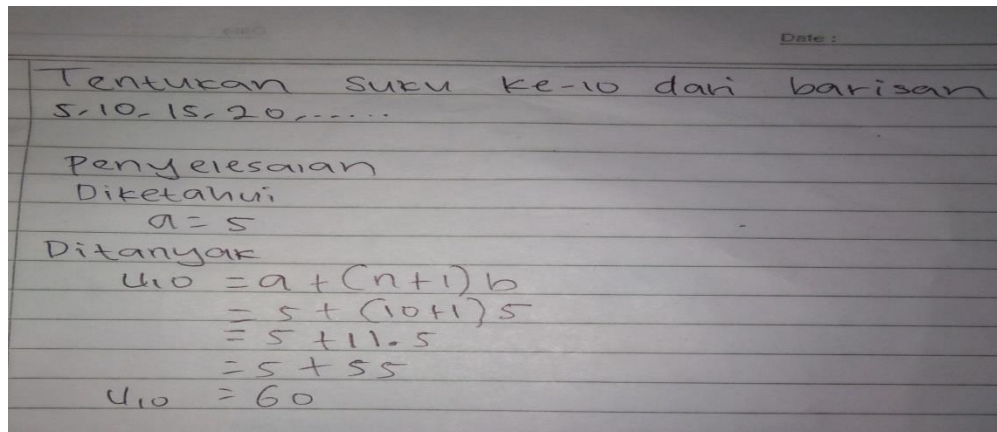 Date :
Tentukan suku ke-10 dari barisan
5, 10, 15, 20, ......
Penyelesaian
Diketahui
a = 5
Ditanyak
U10 = a + (n+1) b
= 5 + (10+1) 5
= 5 + 11. 5
= 5 + 55
U10 = 60